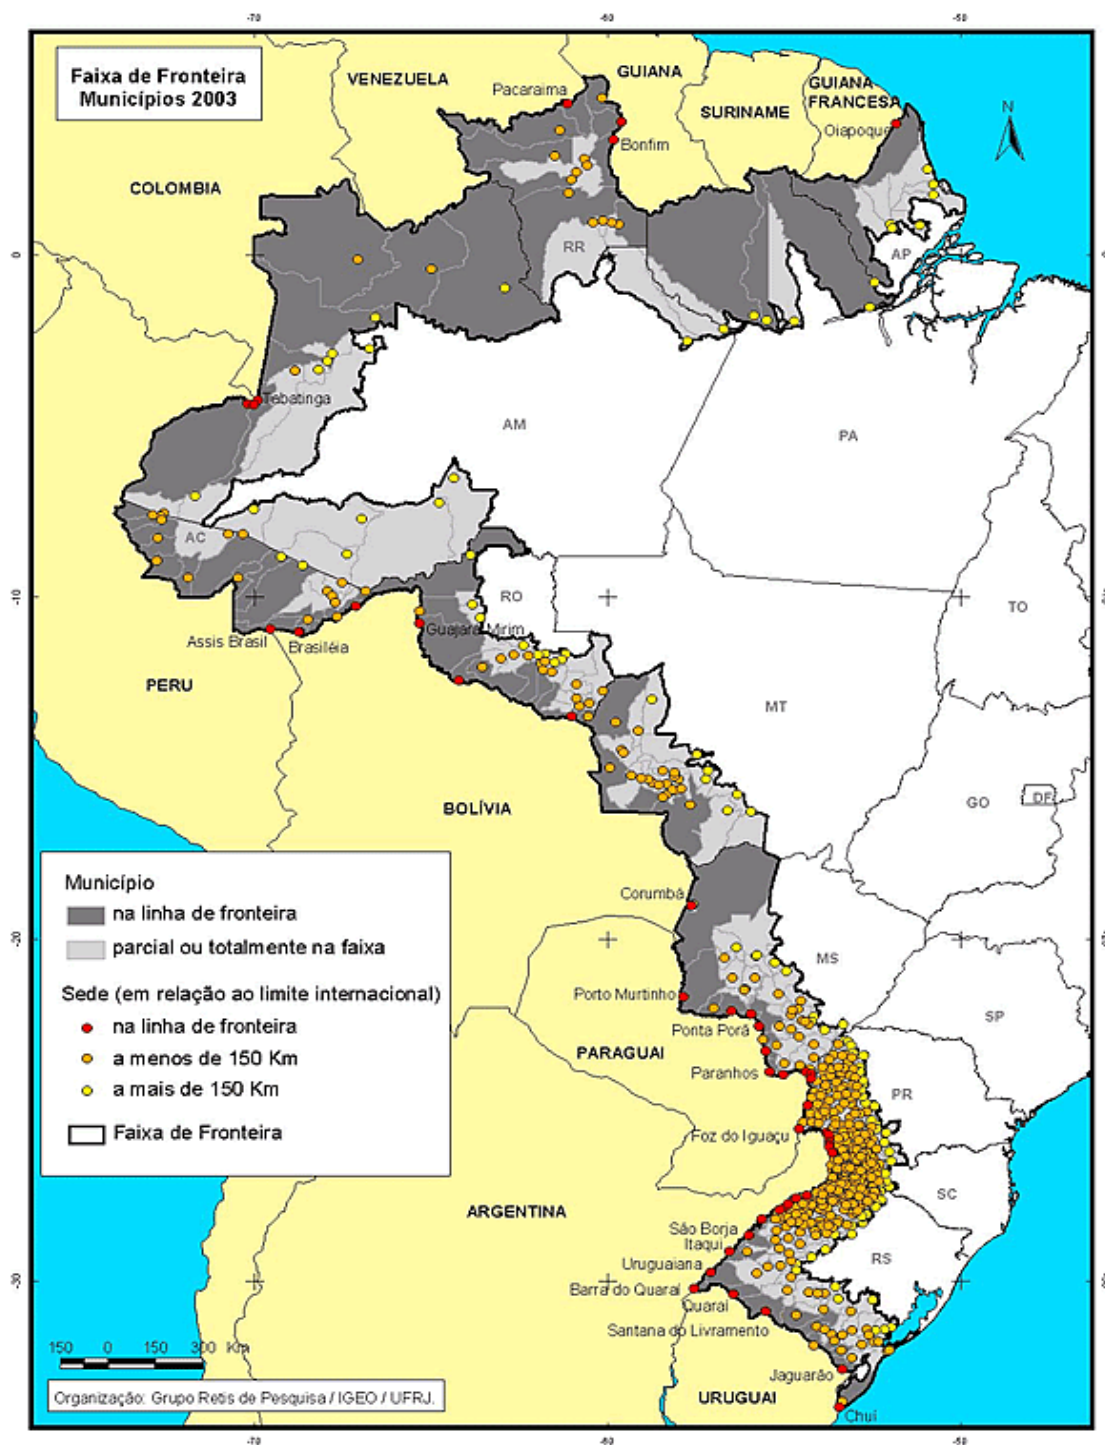 -70
-60
-50
Faixa de Fronteira
Municípios 2003
VENEZUELA
GUIANA
SURINAME
GUIANA
FRANCESA
Pacaraima
Oiapoque
Bonfim
N
COLOMBIA
0
RR
AP
0
Tabatinga
AM
PA
AC
-10
RO
Guajará Mirim
TO
Assis Brasil
Brasiléia
PERU
MT
BOLÍVIA
GO
DF
Município
na linha de fronteira
parcial ou totalmente na faixa
Sede (em relação ao limite internacional)
na linha de fronteira
a menos de 150 Km
a mais de 150 Km
Faixa de Fronteira
Corumbá
-20
MS
Porto Murtinho
SP
Ponta Porã
PARAGUAI
Paranhos
PR
Foz do Iguaçu
SC
ARGENTINA
São Borja
Itaqui
RS
Uruguaiana
-30
Barra do Quaraí
Quaraí
Santana do Livramento
150 0 150 300 Km
Jaguarão
Organização: Grupo Retis de Pesquisa / IGEO / UFRJ.
URUGUAI
Chuí
-70
-60
-50